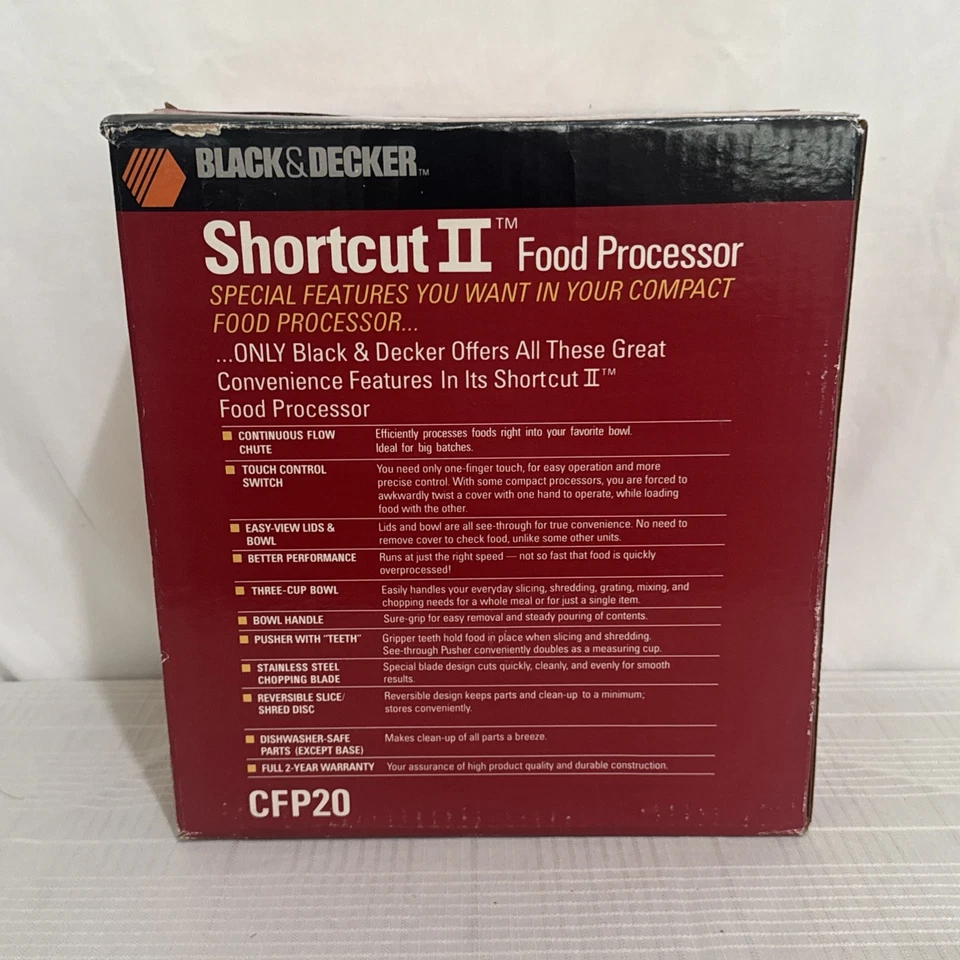 BLACK&DECKER™
Shortcut II™ Food Processor
SPECIAL FEATURES YOU WANT IN YOUR COMPACT
FOOD PROCESSOR...
...ONLY Black & Decker Offers All These Great
Convenience Features In Its Shortcut II™
Food Processor
CONTINUOUS FLOW
CHUTE
Efficiently processes foods right into your favorite bowl.
Ideal for big batches.
TOUCH CONTROL
SWITCH
You need only one-finger touch, for easy operation and more
precise control. With some compact processors, you are forced to
awkwardly twist a cover with one hand to operate, while loading
food with the other.
EASY-VIEW LIDS &
BOWL
Lids and bowl are all see-through for true convenience. No need to
remove cover to check food, unlike some other units.
BETTER PERFORMANCE
Runs at just the right speed — not so fast that food is quickly
overprocessed!
THREE-CUP BOWL
Easily handles your everyday slicing, shredding, grating, mixing, and
chopping needs for a whole meal or for just a single item.
BOWL HANDLE
Sure-grip for easy removal and steady pouring of contents.
PUSHER WITH "TEETH"
Gripper teeth hold food in place when slicing and shredding.
See-through Pusher conveniently doubles as a measuring cup.
STAINLESS STEEL
CHOPPING BLADE
Special blade design cuts quickly, cleanly, and evenly for smooth
results.
REVERSIBLE SLICE/
SHRED DISC
Reversible design keeps parts and clean-up to a minimum;
stores conveniently.
DISHWASHER-SAFE
PARTS (EXCEPT BASE)
Makes clean-up of all parts a breeze.
FULL 2-YEAR WARRANTY
Your assurance of high product quality and durable construction.
CFP20